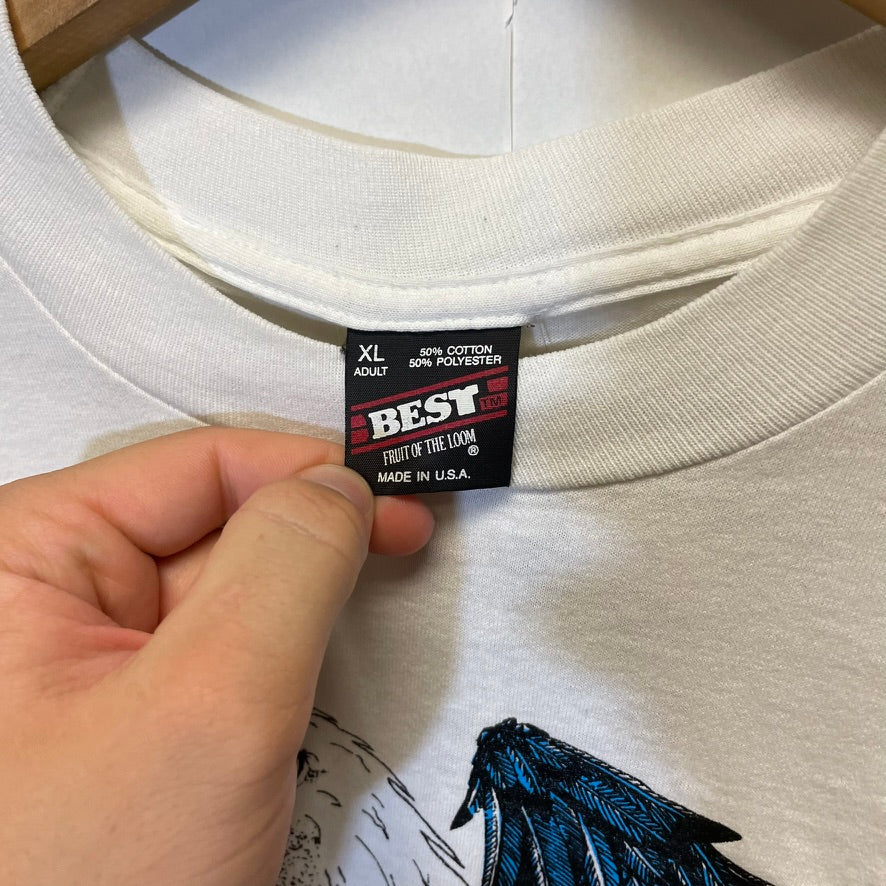 XL
ADULT
50% COTTON
50% POLYESTER
BEST TM
FRUIT OF THE LOOM ®
MADE IN U.S.A.